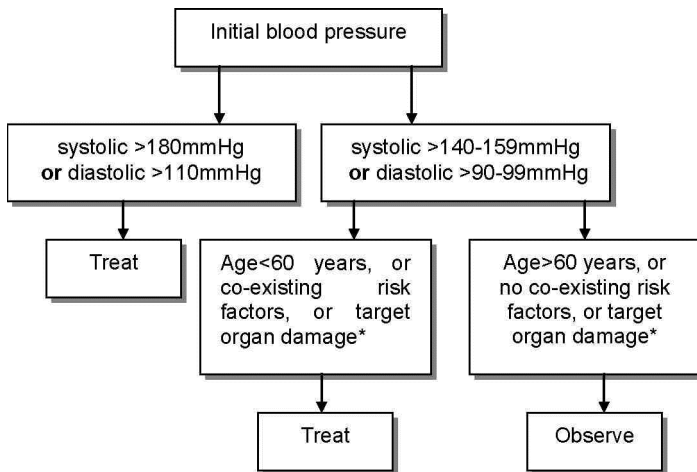 Initial blood pressure
systolic >180mmHg
or diastolic >110mmHg
systolic >140-159mmHg
or diastolic >90-99mmHg
Treat
Age<60 years, or
co-existing risk
factors, or target
organ damage*
Age>60 years, or
no co-existing risk
factors, or target
organ damage*
Treat
Observe